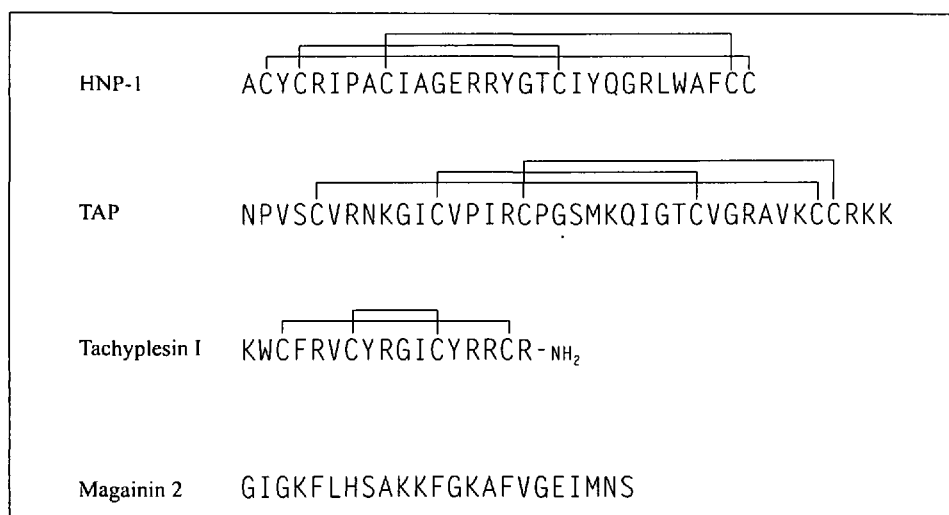 HNP-1 ACYCRIPACIAGERRYGTCIYQGRLWAFCC
TAP NPVSCVRNKGICVPIRCPGSMKQIGTCVGRAVKCCRKK
Tachyplesin I KWCFRVCYRGICYRRCR-NH₂
Magainin 2 GIGKFLHSAKKFGKAFVGEIMNS